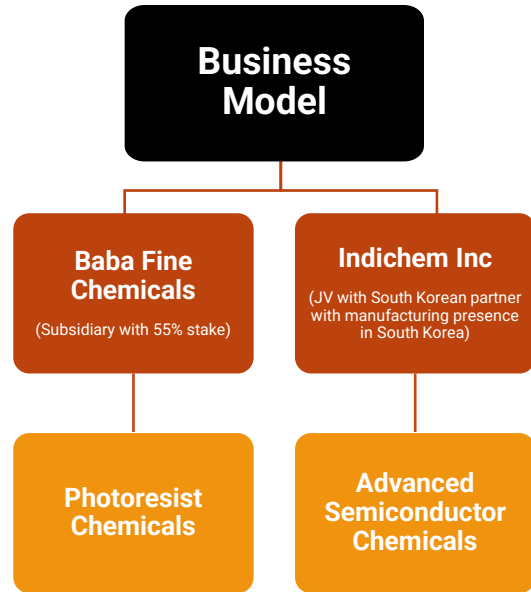 Business
Model
Baba Fine
Chemicals
(Subsidiary with 55% stake)
Indichem Inc
(JV with South Korean partner
with manufacturing presence
in South Korea)
Photoresist
Chemicals
Advanced
Semiconductor
Chemicals